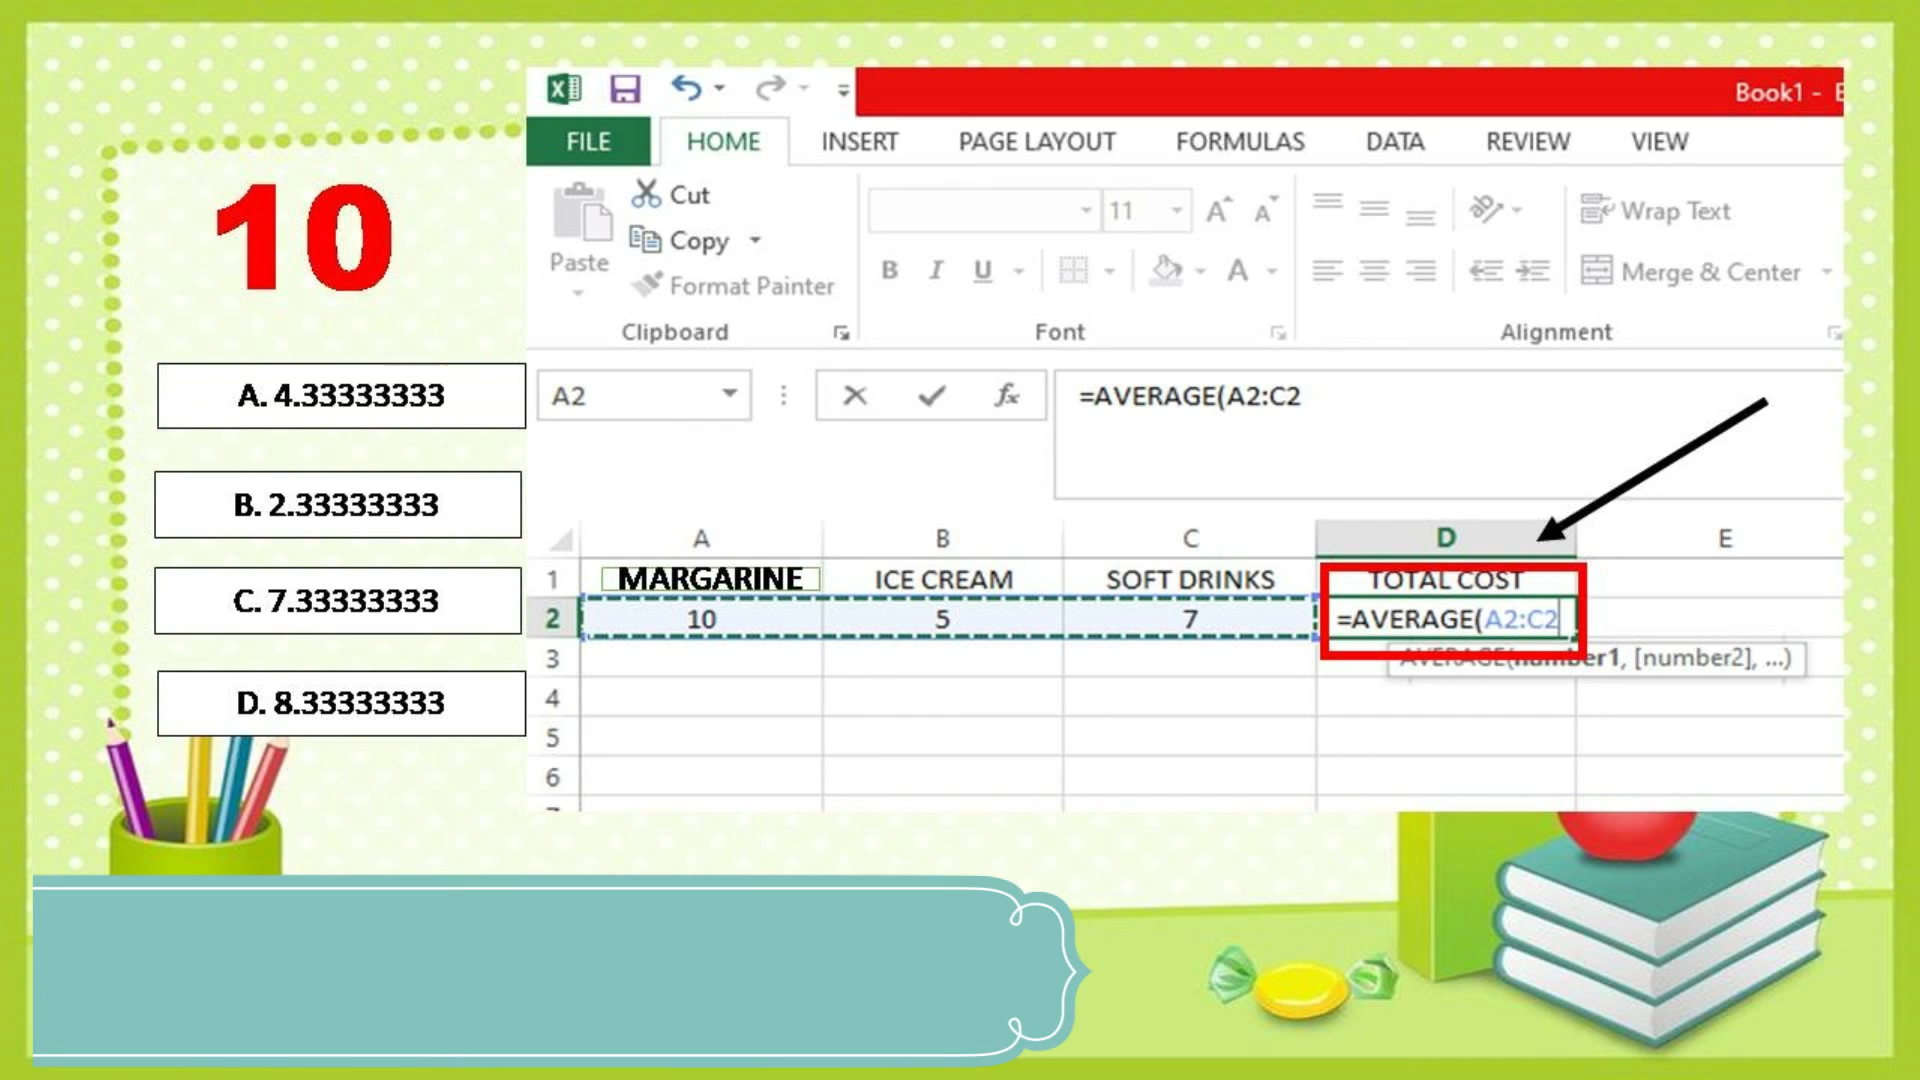 10
A. 4.33333333
B. 2.33333333
C. 7.33333333
D. 8.33333333
Book1 - E
FILE HOME INSERT PAGE LAYOUT FORMULAS DATA REVIEW VIEW
Cut
Copy
Paste
Format Painter
Clipboard
11
A A
B I U A
Font
Wrap Text
Merge & Center
Alignment
A2
fx
=AVERAGE(A2:C2
A B C D E
1 MARGARINE ICE CREAM SOFT DRINKS TOTAL COST
2 10 5 7 =AVERAGE(A2:C2
3 AVERAGE(number1, [number2], ...)
4
5
6